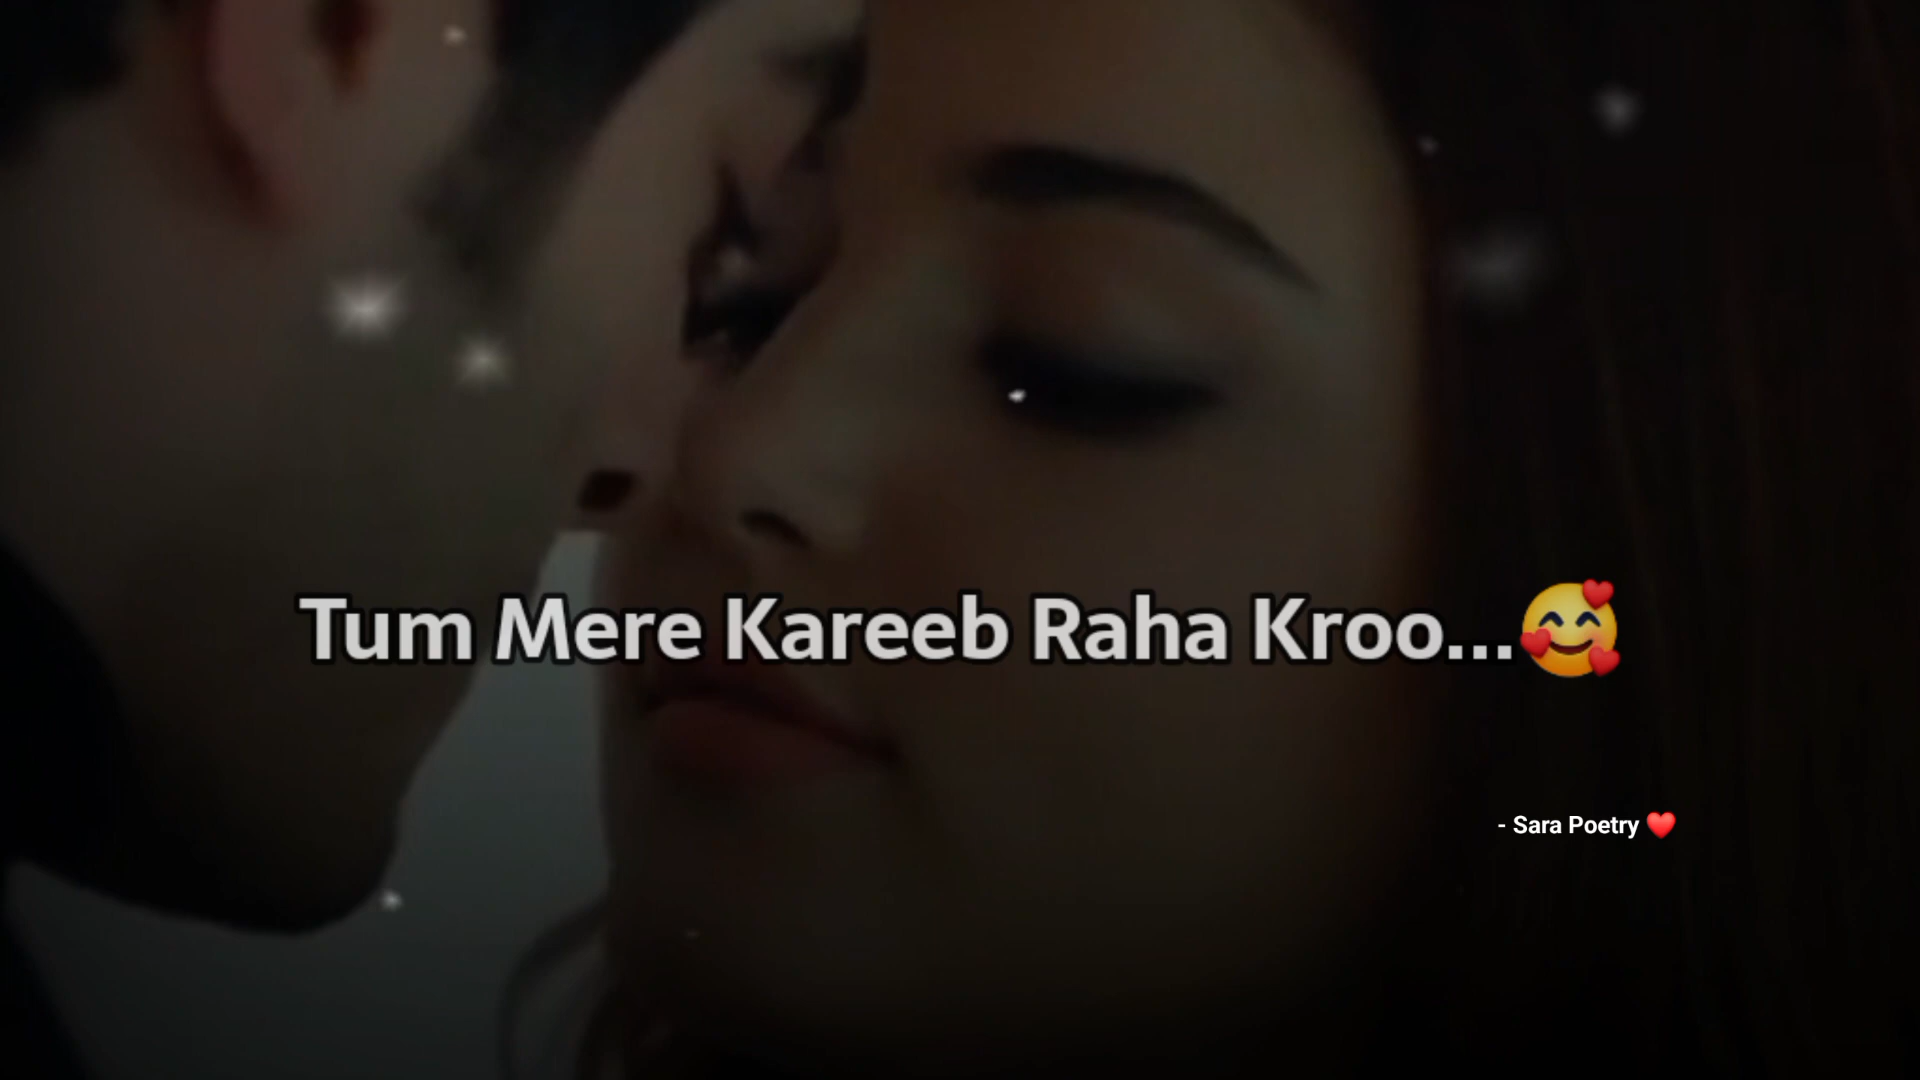 Tum Mere Kareeb Raha Kroo...🥰
- Sara Poetry ❤️